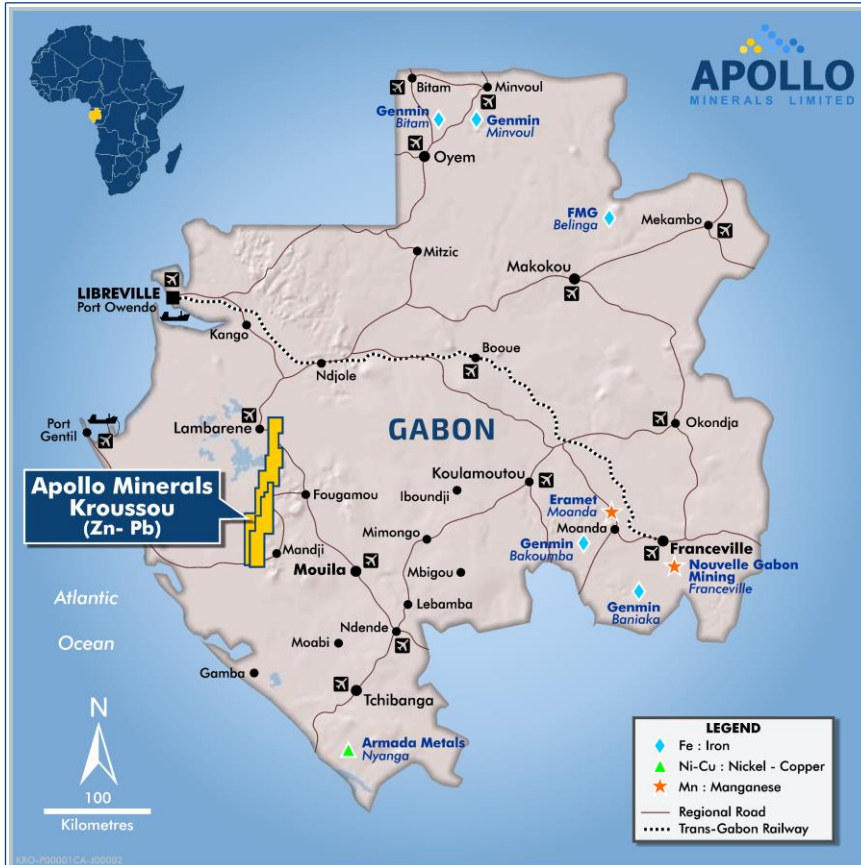 APOLLO
MINERALS LIMITED
Bitam
Minvoul
Genmin
Bitam
Genmin
Minvoul
Oyem
FMG
Belinga
Mekambo
Mitzic
Makokou
LIBREVILLE
Port Owendo
Kango
Ndjole
Booue
Port
Gentil
Lambarene
GABON
Okondja
Apollo Minerals
Kroussou
(Zn- Pb)
Fougamou
Iboundji
Koulamoutou
Eramet
Moanda
Moanda
Mimongo
Genmin
Bakoumba
Franceville
Mandji
Mouila
Mbigou
Nouvelle Gabon
Mining
Franceville
Genmin
Baniaka
Lebamba
Atlantic
Ocean
Ndende
Moabi
Gamba
Tchibanga
Armada Metals
Nyanga
N
100
Kilometres
LEGEND
Fe : Iron
Ni-Cu : Nickel - Copper
Mn : Manganese
Regional Road
Trans-Gabon Railway
KRO-P00001CA-J00002